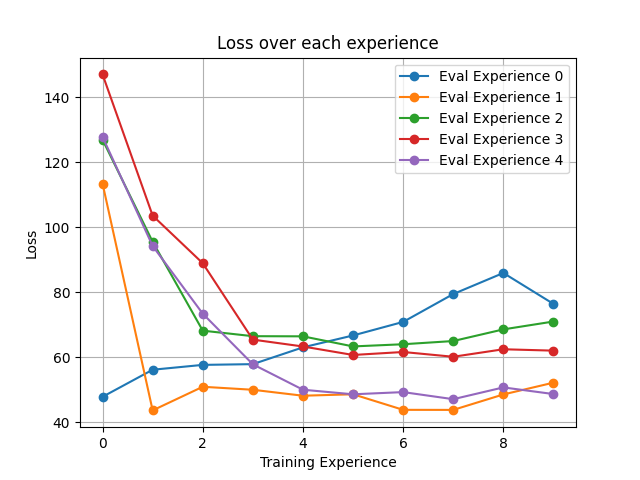 Loss over each experience
Eval Experience 0
Eval Experience 1
Eval Experience 2
Eval Experience 3
Eval Experience 4
Loss
140
120
100
80
60
40
0 2 4 6 8
Training Experience